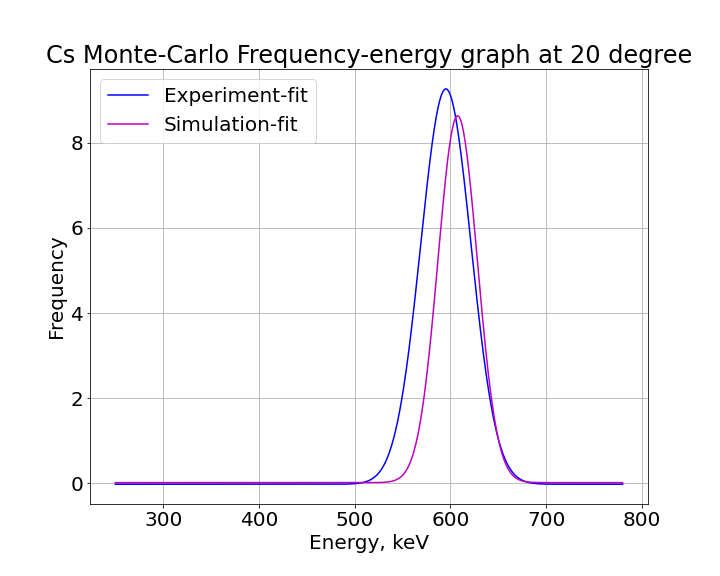 Cs Monte-Carlo Frequency-energy graph at 20 degree
Experiment-fit
Simulation-fit
Frequency
8
6
4
2
0
300 400 500 600 700 800
Energy, keV